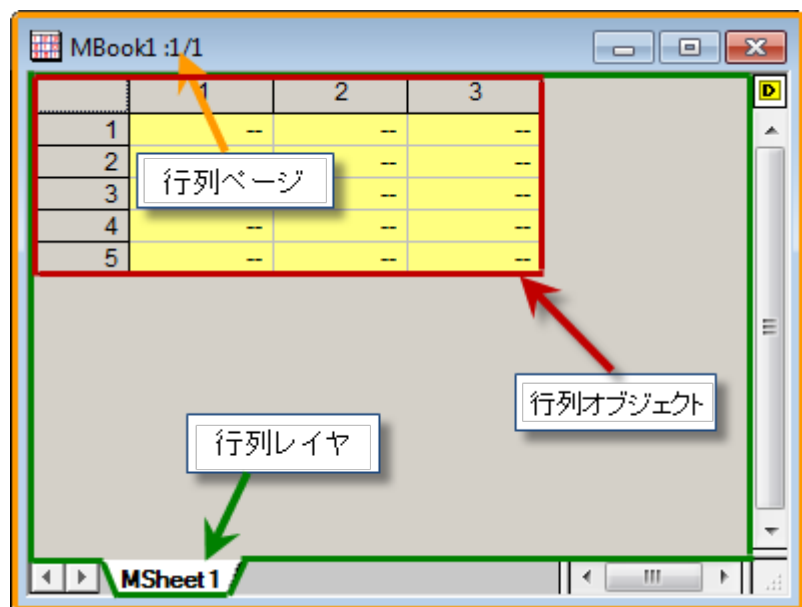 MBook1 :1/1
1 2 3
1 -- -- --
2 -- --
3 -- --
4 -- -- --
5 -- -- --
行列ページ
行列オブジェクト
行列レイヤ
MSheet1
D